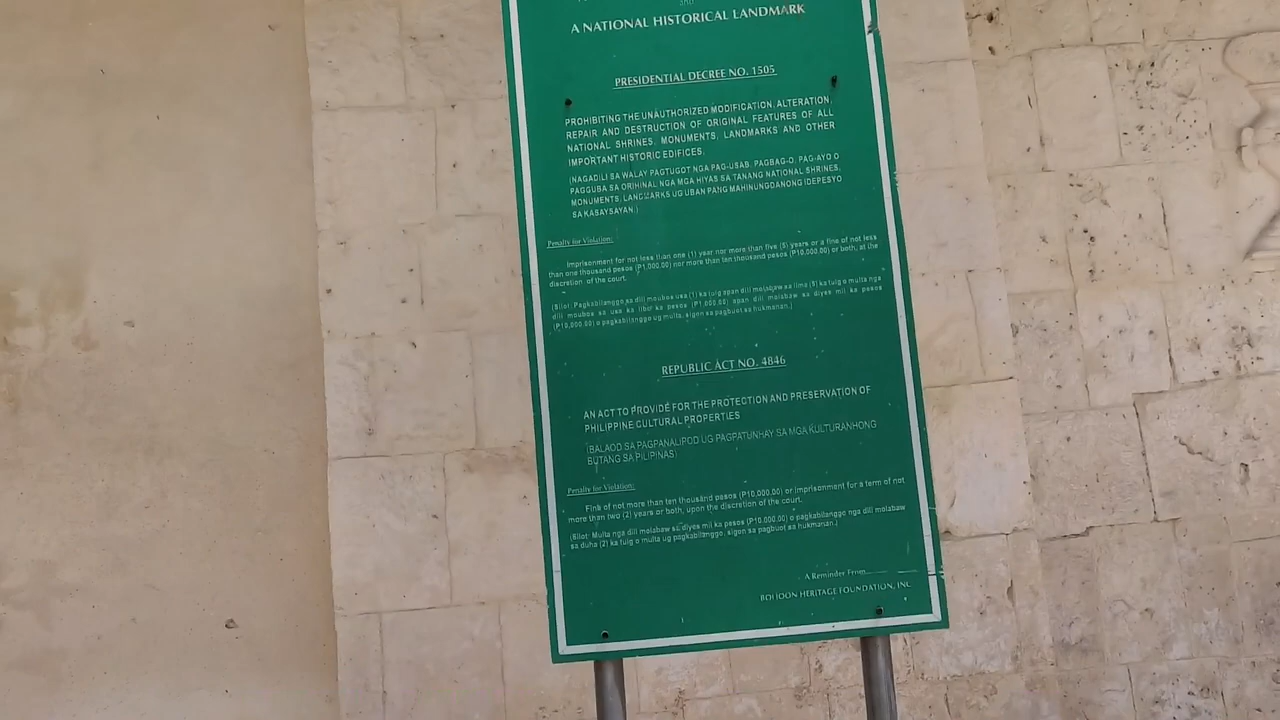 A NATIONAL HISTORICAL LANDMARK
PRESIDENTIAL DECREE NO. 1505
PROHIBITING THE UNAUTHORIZED MODIFICATION, ALTERATION,
REPAIR AND DESTRUCTION OF ORIGINAL FEATURES OF ALL
NATIONAL SHRINES, MONUMENTS, LANDMARKS AND OTHER
IMPORTANT HISTORIC EDIFICES.
(NAGADILI SA WALAY PAGTUGOT NGA PAG-USAB, PAGBAG-O, PAG-AYO O
PAGGUBA SA ORIHINAL NGA MGA HIYAS SA TANANG NATIONAL SHRINES,
MONUMENTS, LANDMARKS UG UBAN PANG MAHINUNGDANONG IDEPESYO
SA KASAYSAYAN.)
Penalty for Violation:
Imprisonment for not less than one (1) year nor more than five (5) years or a fine of not less
than one thousand pesos (P1,000.00) nor more than ten thousand pesos (P10,000.00) or both, at the
discretion of the court.
(Silot: Pagkabilanggo sa dili moubos usa (1) ka tuig apan dili molabaw sa lima (5) ka tuig o multa nga
dili moubos sa usa ka libo ka pesos (P1,000.00) apan dili malabaw sa diyes mil ka pesos
(P10,000.00) o pagkabilanggo ug multa, sigon sa pagbuot sa hukmanan.)
REPUBLIC ACT NO. 4846
AN ACT TO PROVIDE FOR THE PROTECTION AND PRESERVATION OF
PHILIPPINE CULTURAL PROPERTIES
(BALAOD SA PAGPANALIPOD UG PAGPATUNHAY SA MGA KULTURANHONG
BUTANG SA PILIPINAS)
Penalty for Violation:
Fine of not more than ten thousand pesos (P10,000.00) or imprisonment for a term of not
more than two (2) years or both, upon the discretion of the court.
(Silot: Multa nga dili molabaw sa diyes mil ka pesos (P10,000.00) o pagkabilanggo nga dili molabaw
sa duha (2) ka tuig o multa ug pagkabilanggo, sigon sa pagbuot sa hukmanan.)
A Reminder From
BOLJOON HERITAGE FOUNDATION, INC.